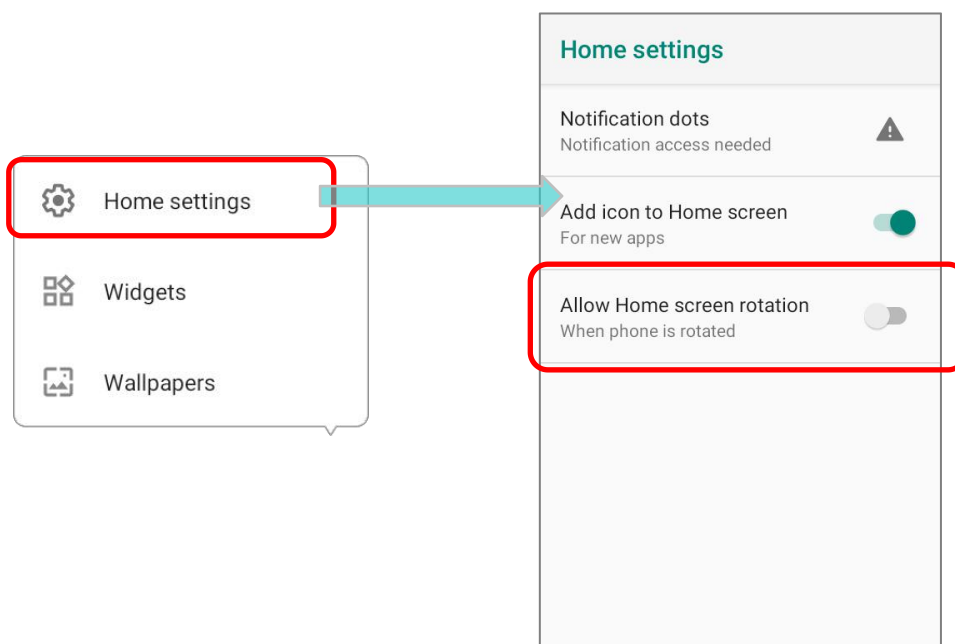 Home settings
Widgets
Wallpapers
Home settings
Notification dots
Notification access needed
Add icon to Home screen
For new apps
Allow Home screen rotation
When phone is rotated